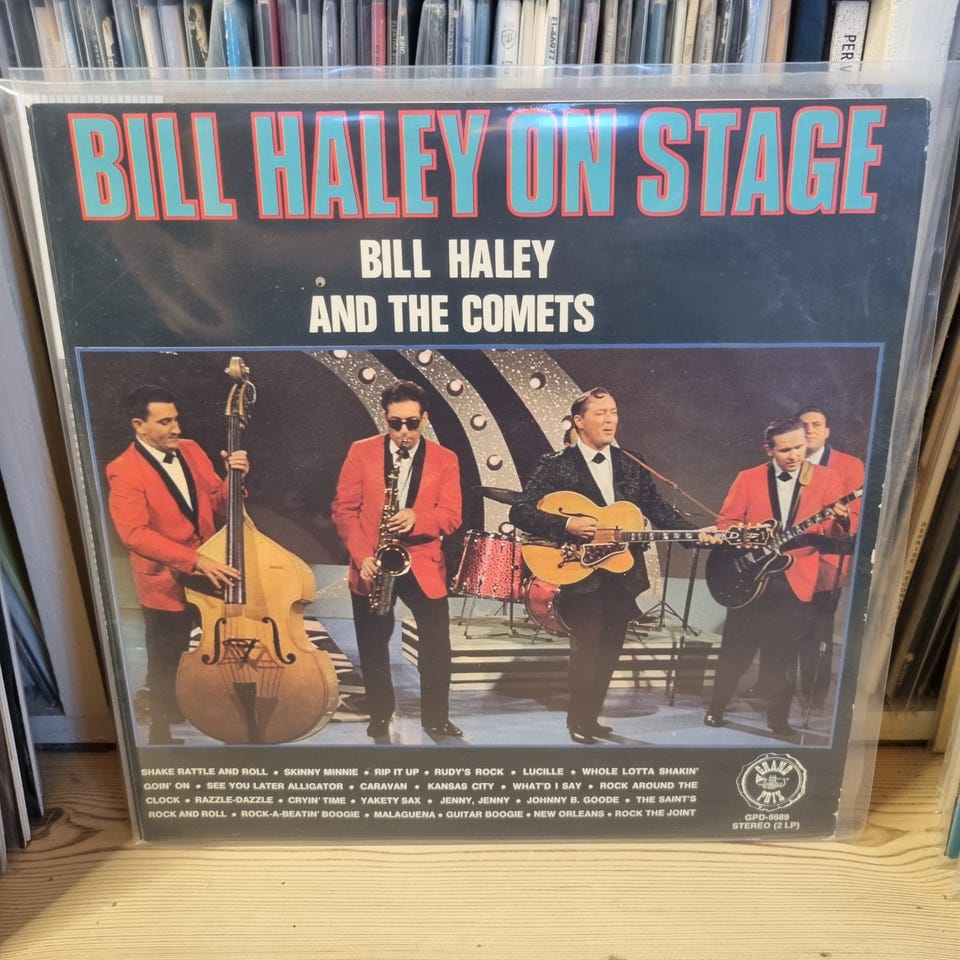 PER
BILL HALEY ON STAGE
BILL HALEY
AND THE COMETS
SHAKE RATTLE AND ROLL • SKINNY MINNIE • RIP IT UP • RUDY'S ROCK • LUCILLE • WHOLE LOTTA SHAKIN'
GOIN' ON • SEE YOU LATER ALLIGATOR • CARAVAN • KANSAS CITY • WHAT'D I SAY • ROCK AROUND THE
CLOCK • RAZZLE-DAZZLE • CRYIN' TIME • YAKETY SAX • JENNY, JENNY • JOHNNY B. GOODE • THE SAINT'S
ROCK AND ROLL • ROCK-A-BEATIN' BOOGIE • MALAGUENA • GUITAR BOOGIE • NEW ORLEANS • ROCK THE JOINT
GRAND
PRIX
GPD-9989
STEREO (2 LP)